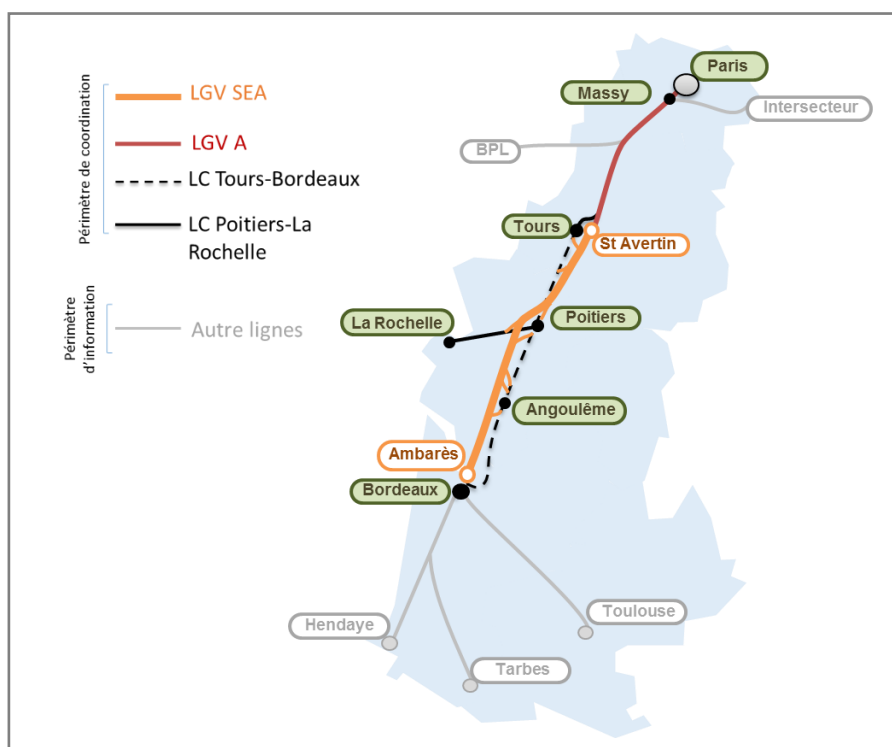 Périmètre de coordination
LGV SEA
LGV A
LC Tours-Bordeaux
LC Poitiers-La
Rochelle
Périmètre
d'information
Autre lignes
Paris
Massy
Intersecteur
BPL
Tours
St Avertin
La Rochelle
Poitiers
Angoulême
Ambarès
Bordeaux
Hendaye
Toulouse
Tarbes